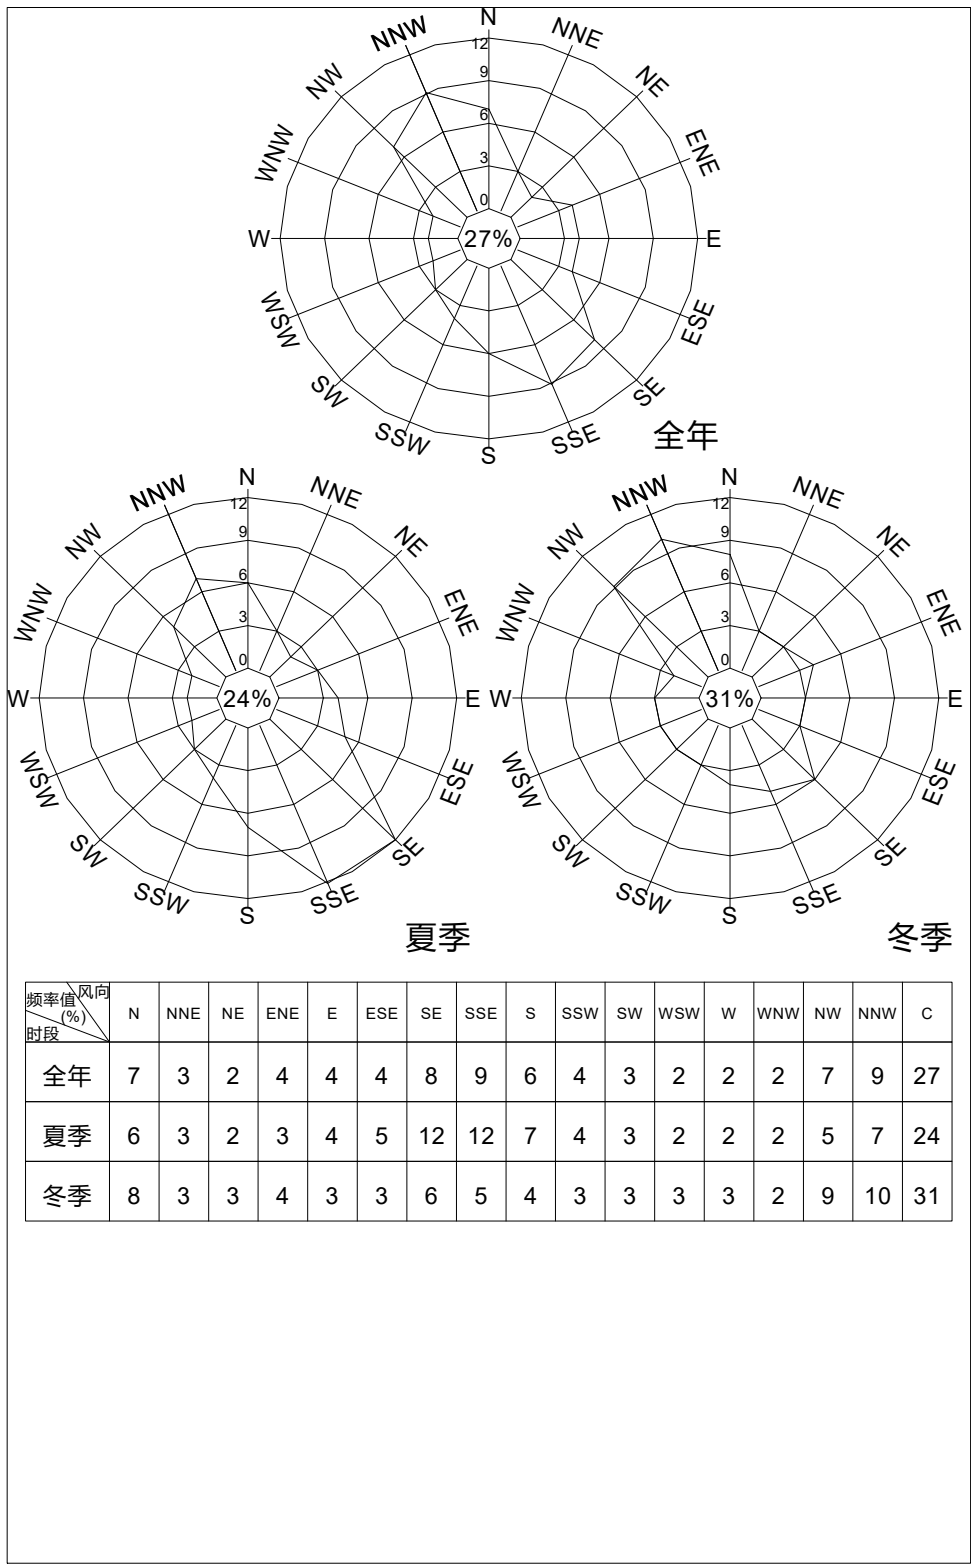 N
NNE
NE
ENE
E
ESE
SE
SSE
S
SSW
SW
WSW
W
WNW
NW
NNW
12
9
6
3
0
27%
全年
N
NNE
NE
ENE
E
ESE
SE
SSE
S
SSW
SW
WSW
W
WNW
NW
NNW
12
9
6
3
0
24%
夏季
N
NNE
NE
ENE
E
ESE
SE
SSE
S
SSW
SW
WSW
W
WNW
NW
NNW
12
9
6
3
0
31%
冬季
风向
频率值
(%)
时段
N NNE NE ENE E ESE SE SSE S SSW SW WSW W WNW NW NNW C
全年 7 3 2 4 4 4 8 9 6 4 3 2 2 2 7 9 27
夏季 6 3 2 3 4 5 12 12 7 4 3 2 2 2 5 7 24
冬季 8 3 3 4 3 3 6 5 4 3 3 3 3 2 9 10 31